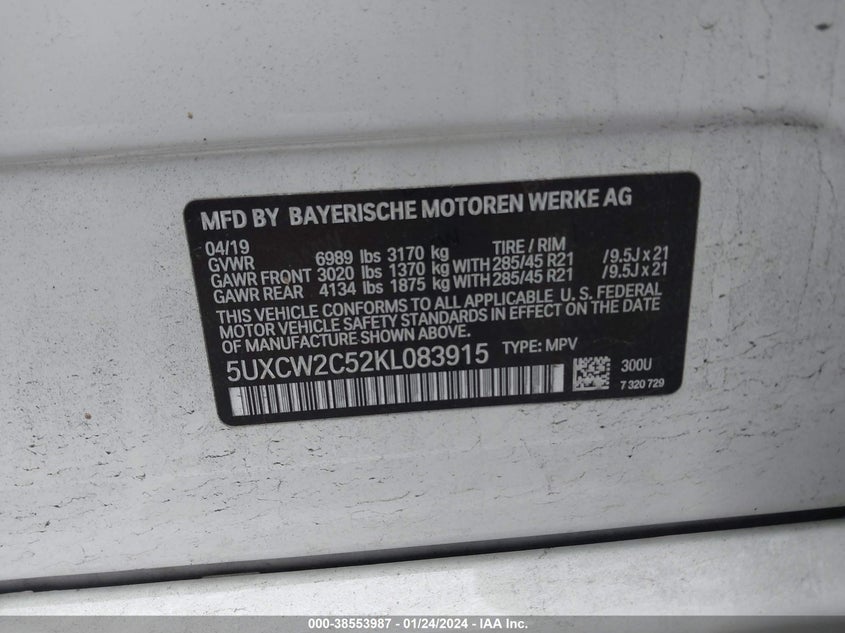 MFD BY BAYERISCHE MOTOREN WERKE AG
04/19 TIRE / RIM
GVWR 6989 lbs 3170 kg
GAWR FRONT 3020 lbs 1370 kg WITH 285/45 R21 /9.5J x 21
GAWR REAR 4134 lbs 1875 kg WITH 285/45 R21 /9.5J x 21
THIS VEHICLE CONFORMS TO ALL APPLICABLE U. S. FEDERAL
MOTOR VEHICLE SAFETY STANDARDS IN EFFECT ON THE DATE
OF MANUFACTURE SHOWN ABOVE.
5UXCW2C52KL083915 TYPE: MPV
300U
7 320 729
000-38553987 - 01/24/2024 - IAA Inc.